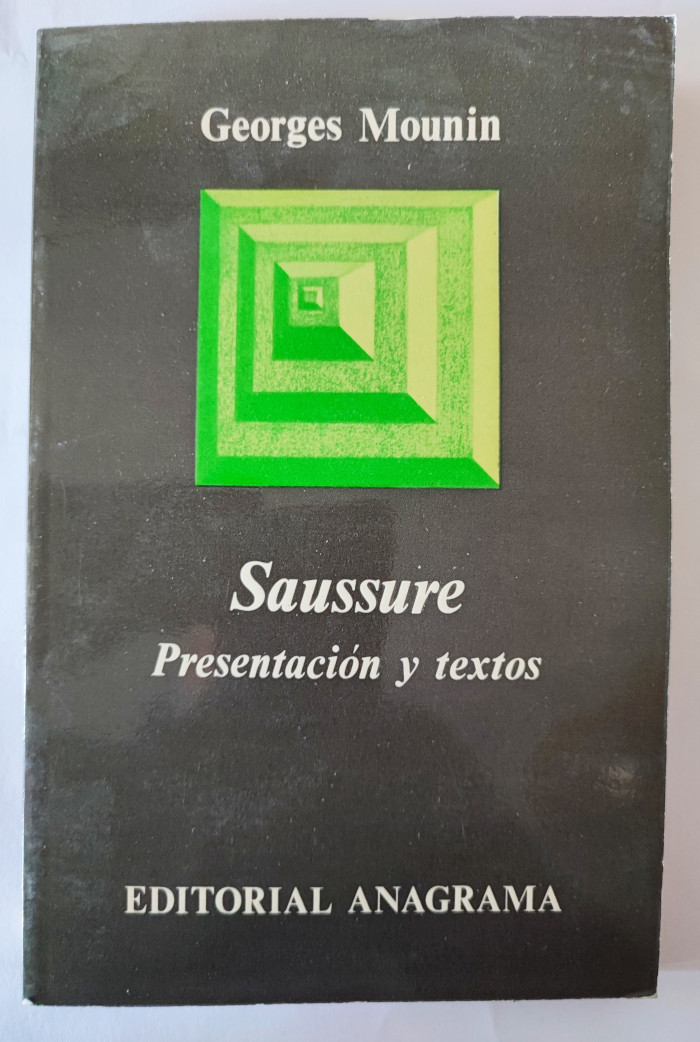 Georges Mounin
Saussure
Presentación y textos
EDITORIAL ANAGRAMA